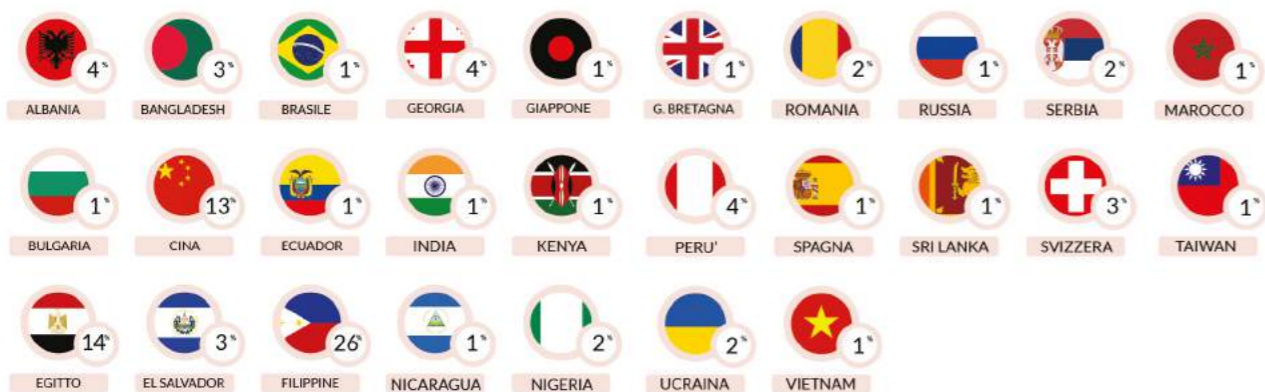 4%
3%
1%
4%
1%
1%
2%
1%
2%
1%
ALBANIA
BANGLADESH
BRASILE
GEORGIA
GIAPPONE
G. BRETAGNA
ROMANIA
RUSSIA
SERBIA
MAROCCO
1%
13%
1%
1%
1%
4%
1%
1%
3%
1%
BULGARIA
CINA
ECUADOR
INDIA
KENYA
PERU'
SPAGNA
SRI LANKA
SVIZZERA
TAIWAN
14%
3%
26%
1%
2%
2%
1%
EGITTO
EL SALVADOR
FILIPPINE
NICARAGUA
NIGERIA
UCRAINA
VIETNAM